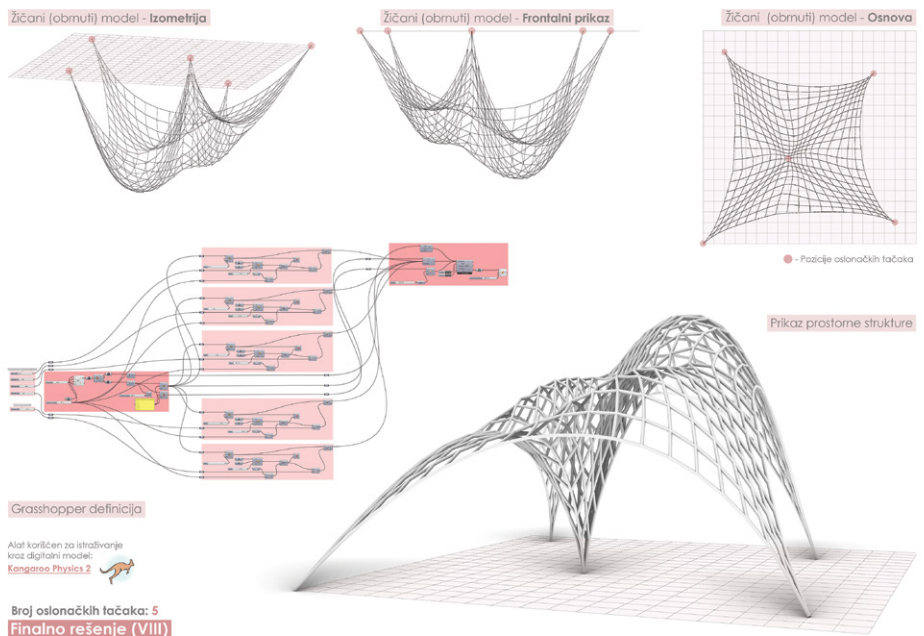 Žičani (obrnuti) model - Izometrija
Žičani (obrnuti) model - Frontalni prikaz
Žičani (obrnuti) model - Osnova
- Pozicije oslonačkih tačaka
Prikaz prostorne strukture
Grasshopper definicija
Alat korišćen za istraživanje
kroz digitalni model:
Kangaroo Physics 2
Broj oslonačkih tačaka: 5
Finalno rešenje (VIII)